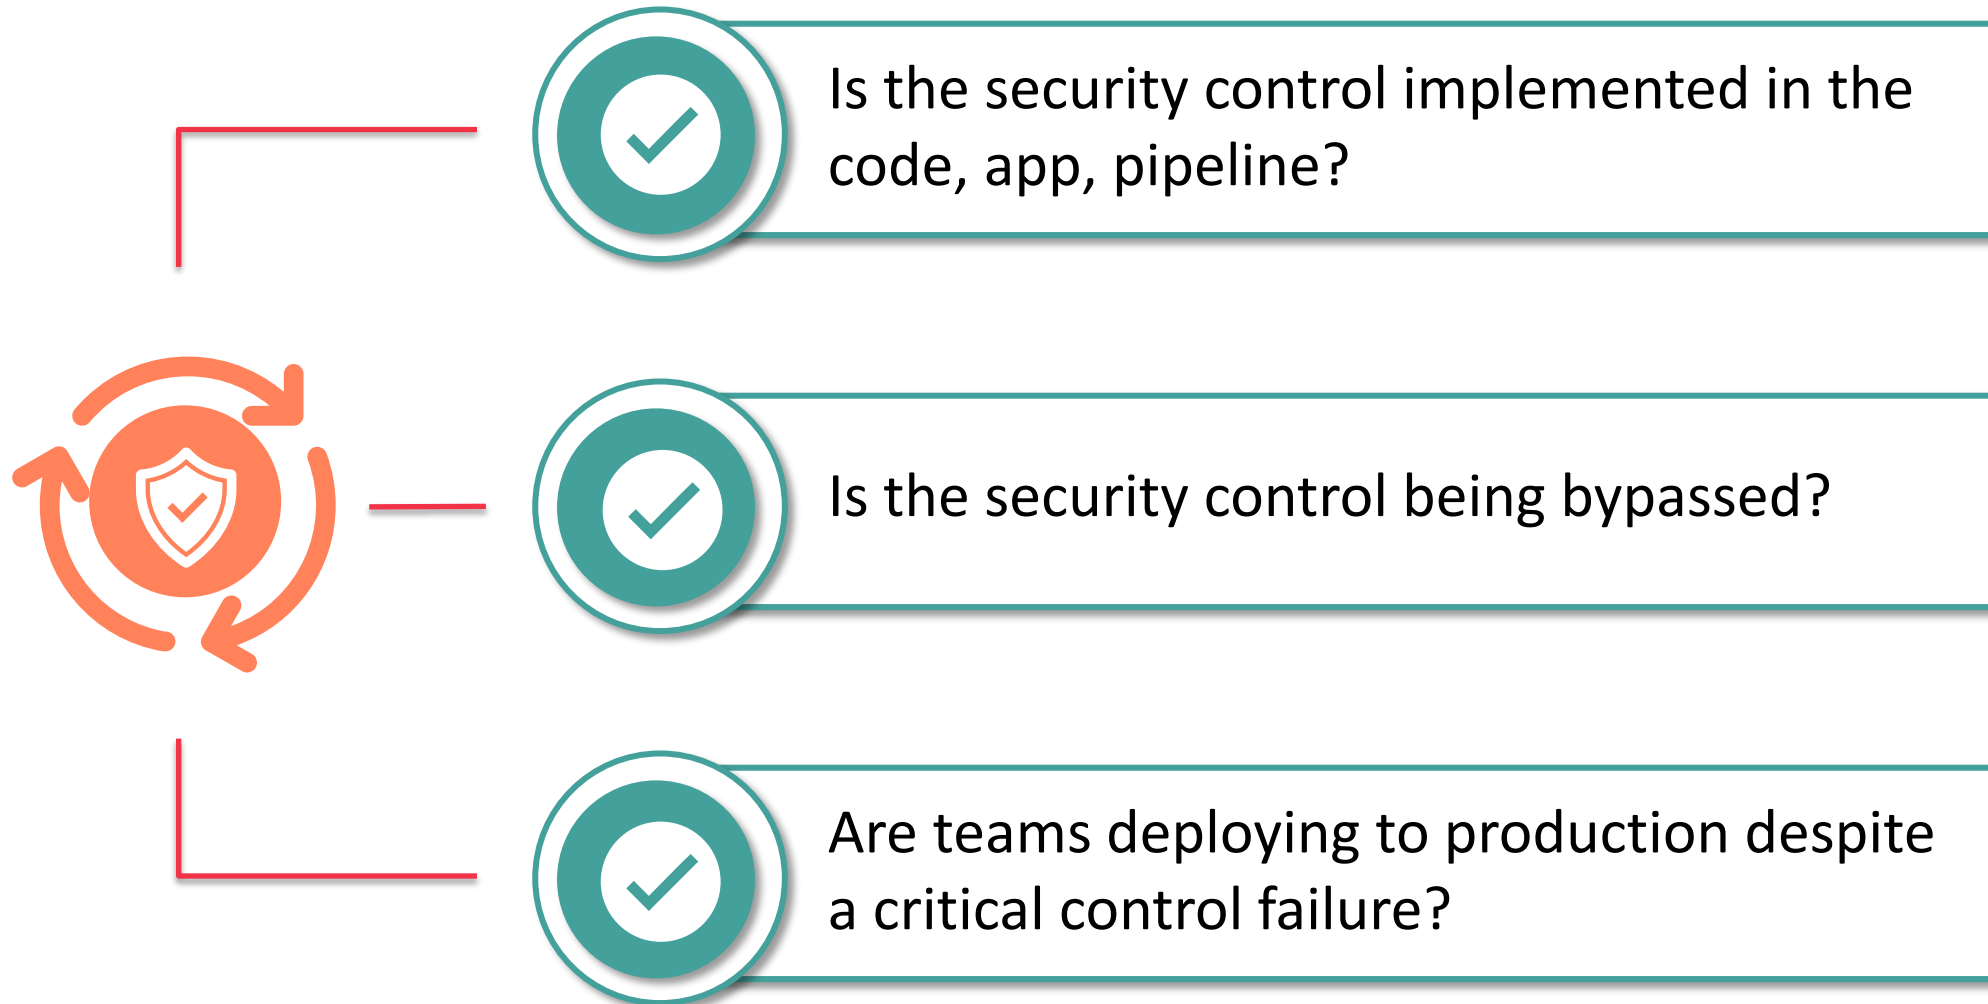 Is the security control implemented in the
code, app, pipeline?
Is the security control being bypassed?
Are teams deploying to production despite
a critical control failure?